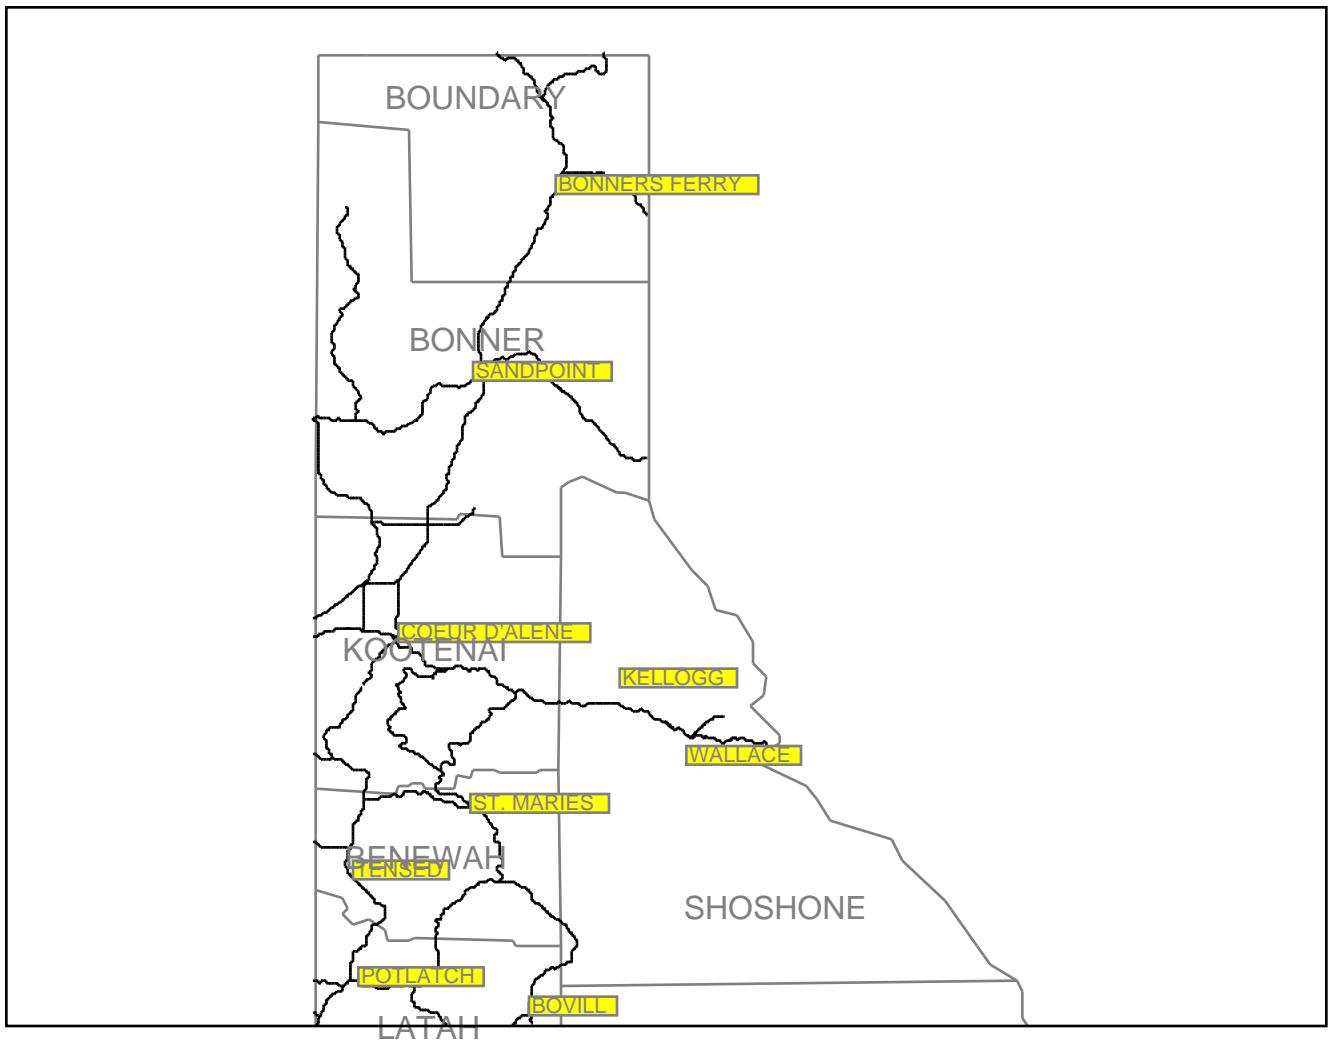 BOUNDARY
BONNERS FERRY
BONNER
SANDPOINT
COEUR D'ALENE
KOOTENAI
KELLOGG
WALLACE
ST. MARIES
BENEWAH
TENSED
SHOSHONE
POTLATCH
BOVILL
LATAH